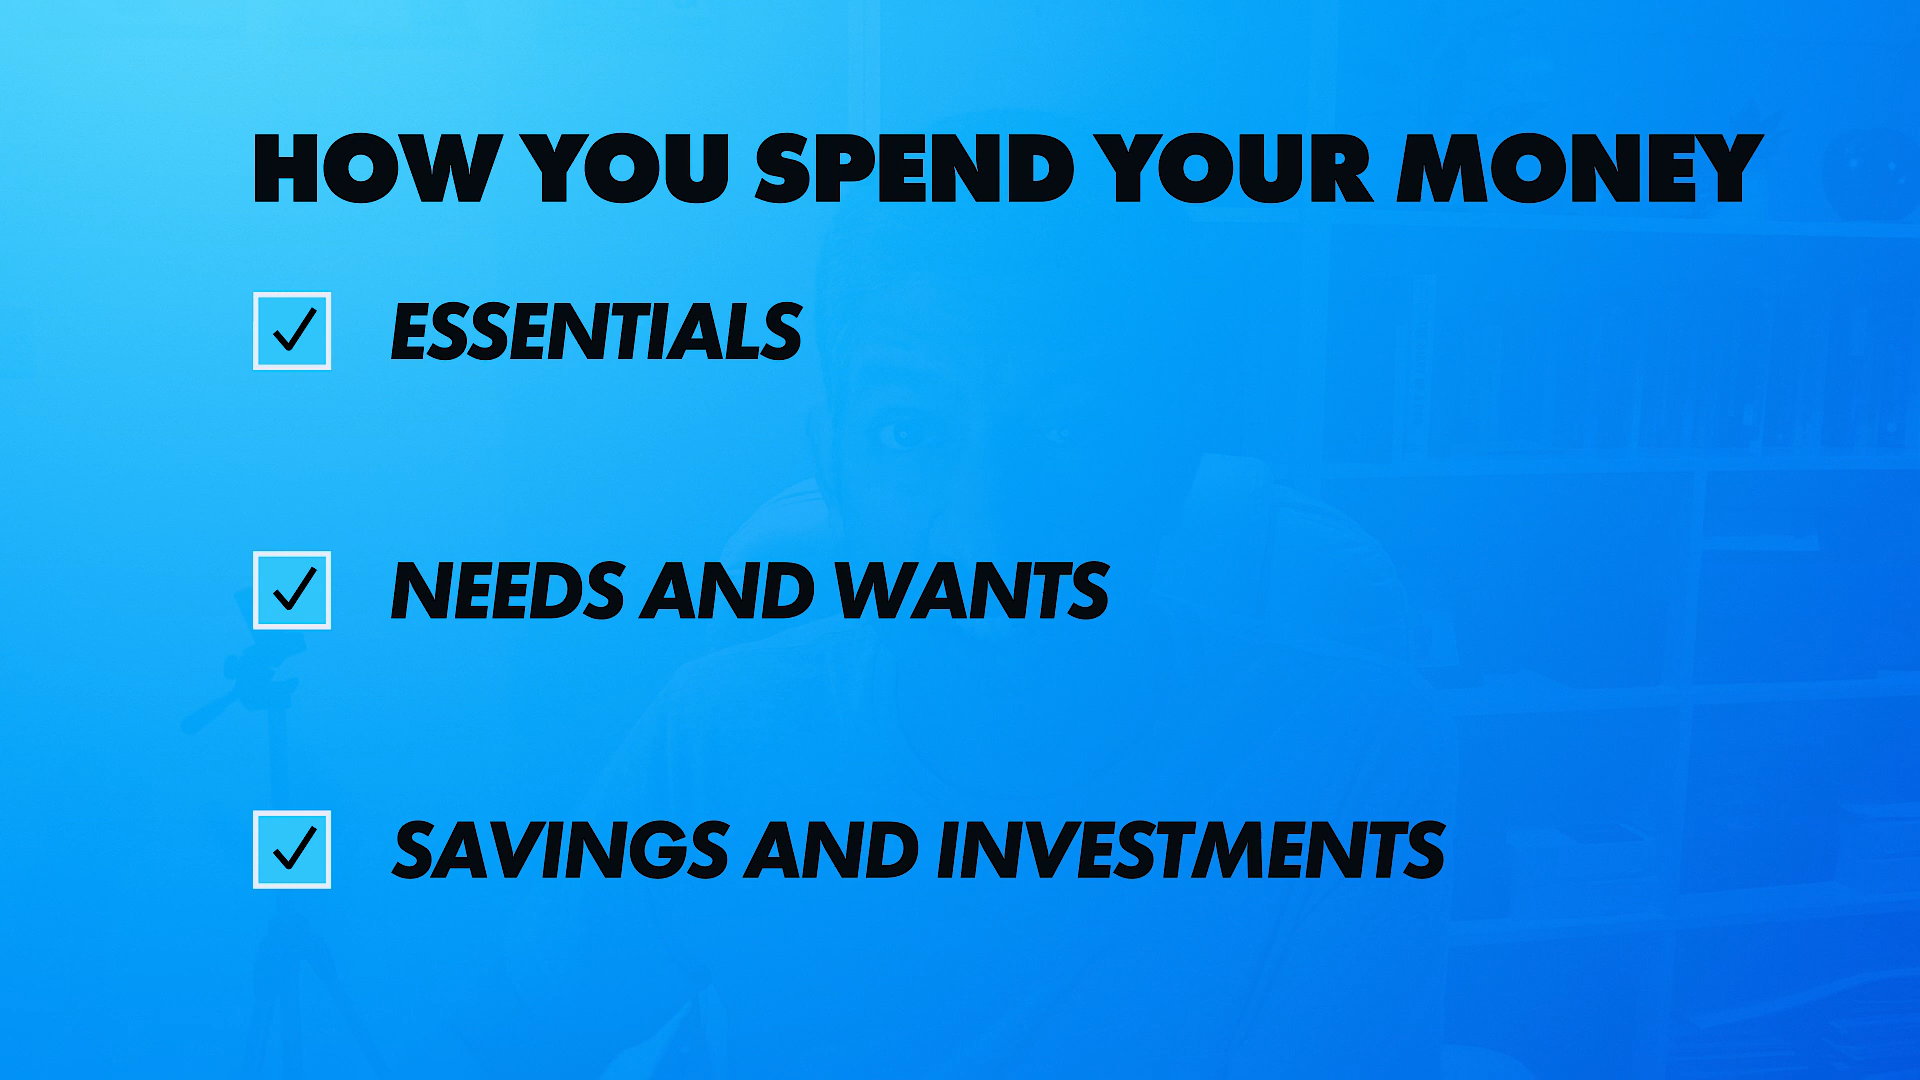 HOW YOU SPEND YOUR MONEY
ESSENTIALS
NEEDS AND WANTS
SAVINGS AND INVESTMENTS